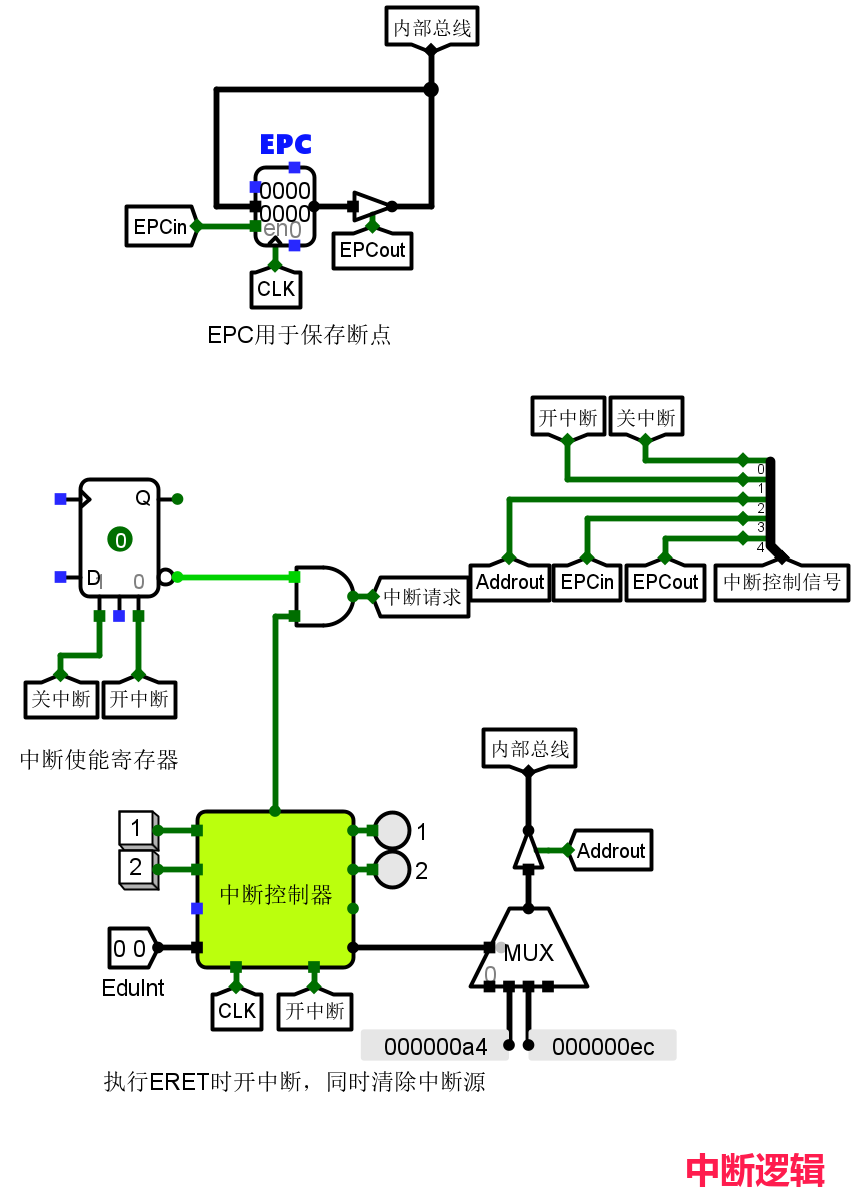 内部总线
EPC
0000
0000
en0
EPCin
EPCout
CLK
EPC用于保存断点
开中断
关中断
0
1
2
3
4
Addrout
EPCin
EPCout
中断控制信号
Q
0
D
1
0
中断请求
关中断
开中断
中断使能寄存器
内部总线
1
2
中断控制器
1
2
Addrout
0 0
EduInt
MUX
0
CLK
开中断
000000a4
000000ec
执行ERET时开中断，同时清除中断源
中断逻辑